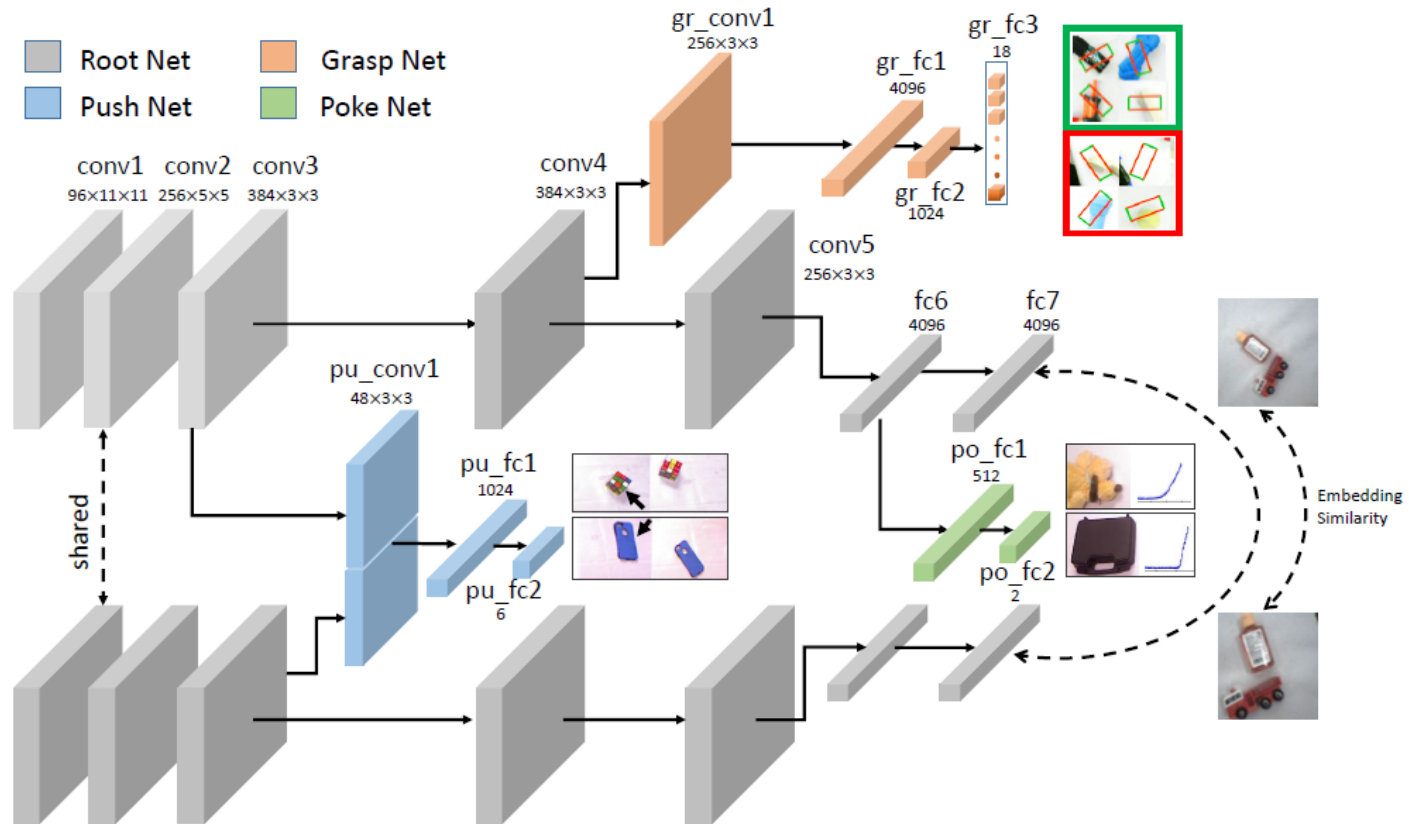 Root Net
Grasp Net
Push Net
Poke Net
gr_conv1
256×3×3
gr_fc3
18
gr_fc1
4096
gr_fc2
1024
conv1
96×11×11
conv2
256×5×5
conv3
384×3×3
conv4
384×3×3
conv5
256×3×3
fc6
4096
fc7
4096
pu_conv1
48×3×3
pu_fc1
1024
pu_fc2
6
po_fc1
512
po_fc2
2
shared
Embedding
Similarity